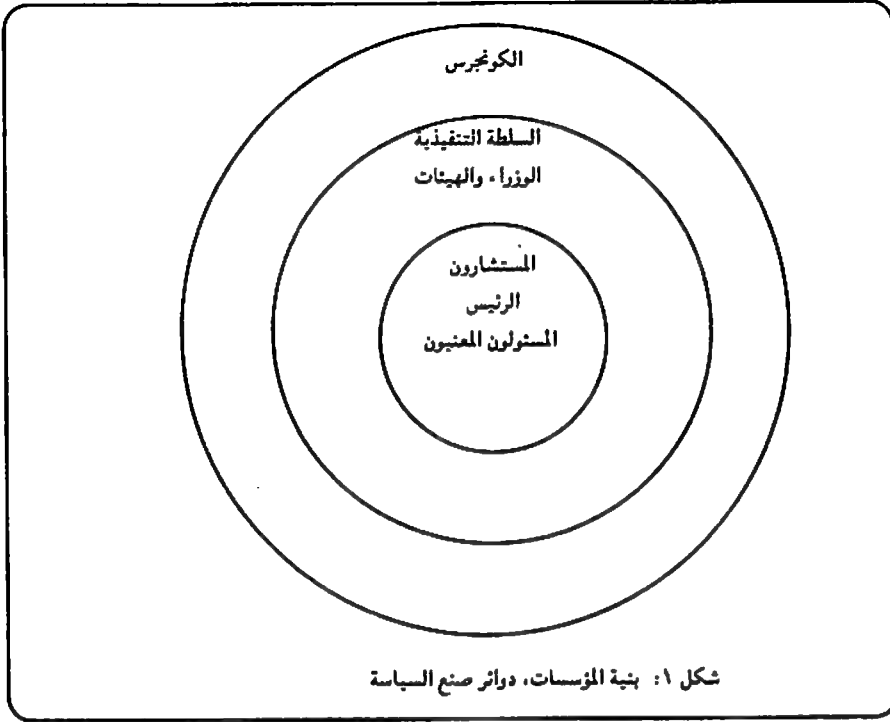 الكونجرس
السلطة التنفيذية
الوزراء والهيئات
المستشارون
الرئيس
المسئولون المعنيون
شكل ١: بنية المؤسسات، دوائر صنع السياسة